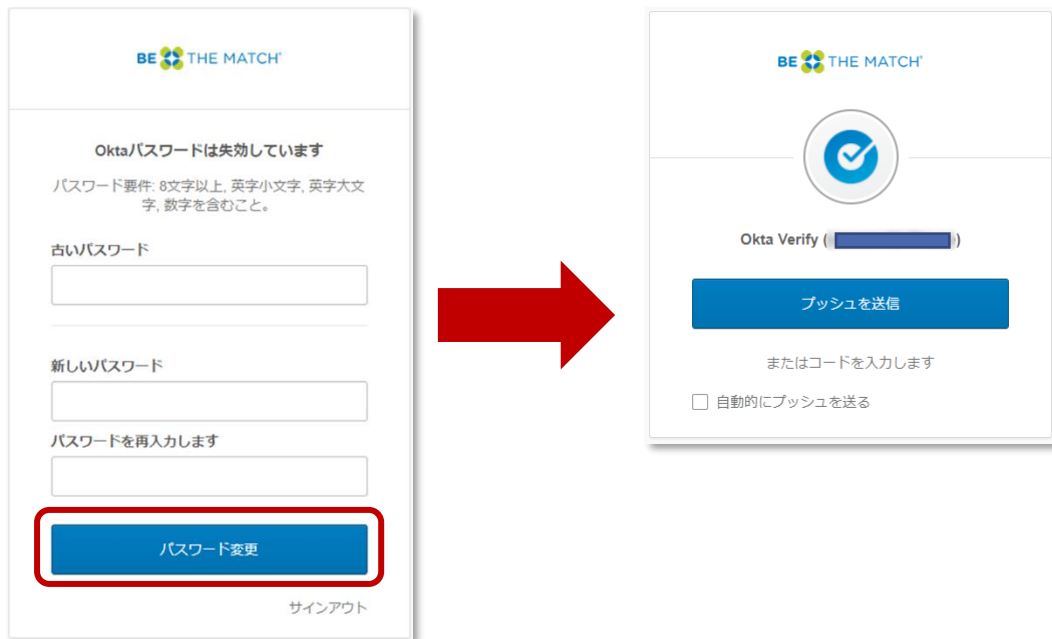 BE THE MATCH®
Oktaパスワードは失効しています
パスワード要件: 8文字以上, 英字小文字, 英字大文
字, 数字を含むこと。
古いパスワード
新しいパスワード
パスワードを再入力します
パスワード変更
サインアウト
BE THE MATCH®
Okta Verify ( )
プッシュを送信
またはコードを入力します
自動的にプッシュを送る